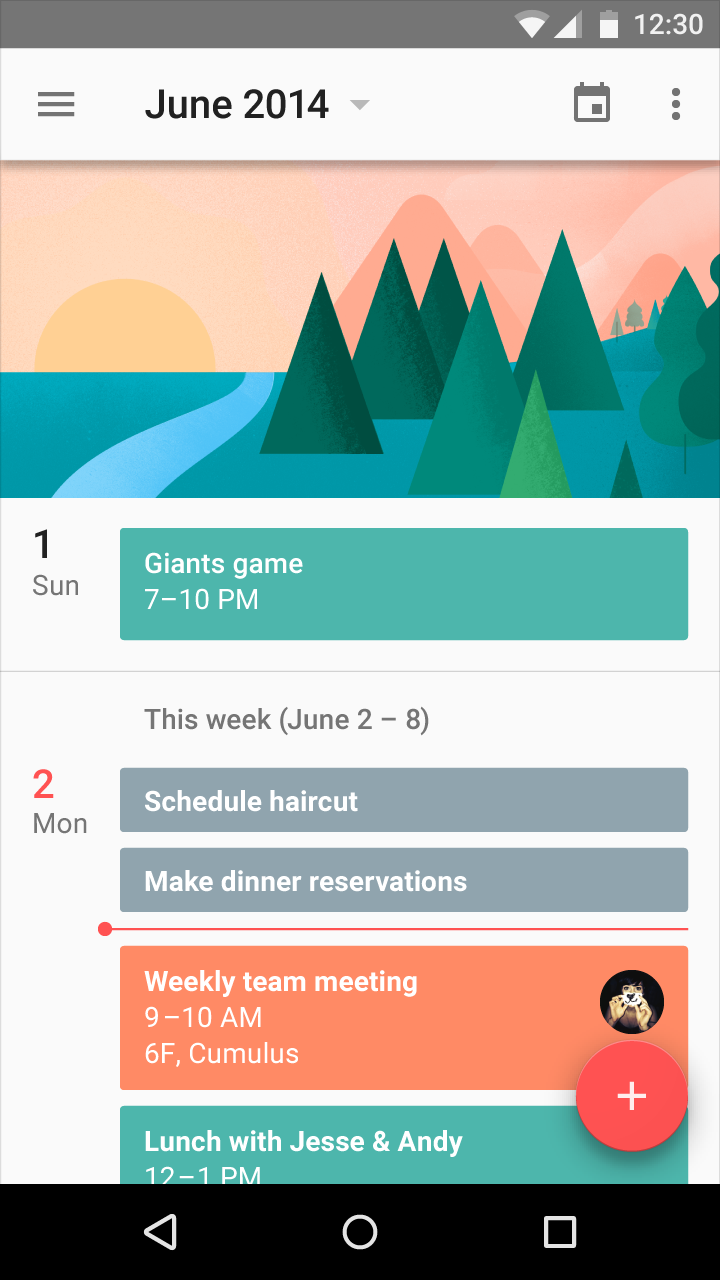 12:30
June 2014
1
Sun
Giants game
7–10 PM
This week (June 2 – 8)
2
Mon
Schedule haircut
Make dinner reservations
Weekly team meeting
9–10 AM
6F, Cumulus
Lunch with Jesse & Andy
12–1 PM